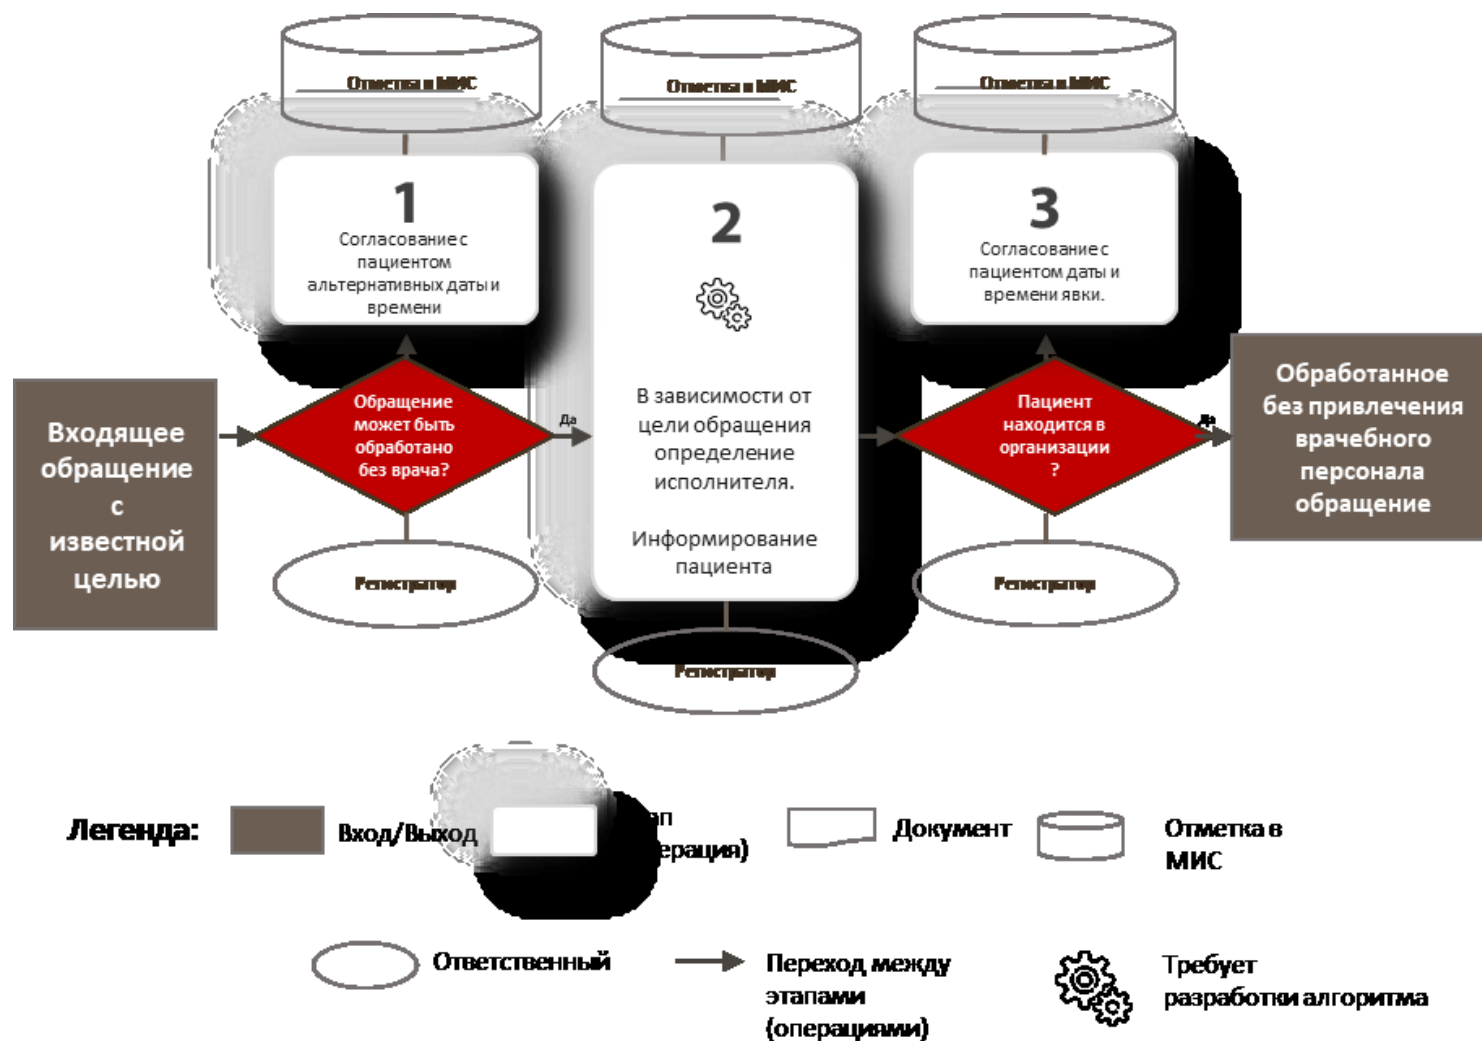 Отметка в МИС
Отметка в МИС
Отметка в МИС
1
Согласование с
пациентом
альтернативных даты и
времени
2
В зависимости от
цели обращения
определение
исполнителя.
Информирование
пациента
3
Согласование с
пациентом даты и
времени явки.
Входящее
обращение
с
известной
целью
Обращение
может быть
обработано
без врача?
Да
Пациент
находится в
организации
?
Да
Обработанное
без привлечения
врачебного
персонала
обращение
Регистратор
Регистратор
Регистратор
Легенда:
Вход/Выход
ап
ерация)
Документ
Отметка в
МИС
Ответственный
Переход между
этапами
(операциями)
Требует
разработки алгоритма